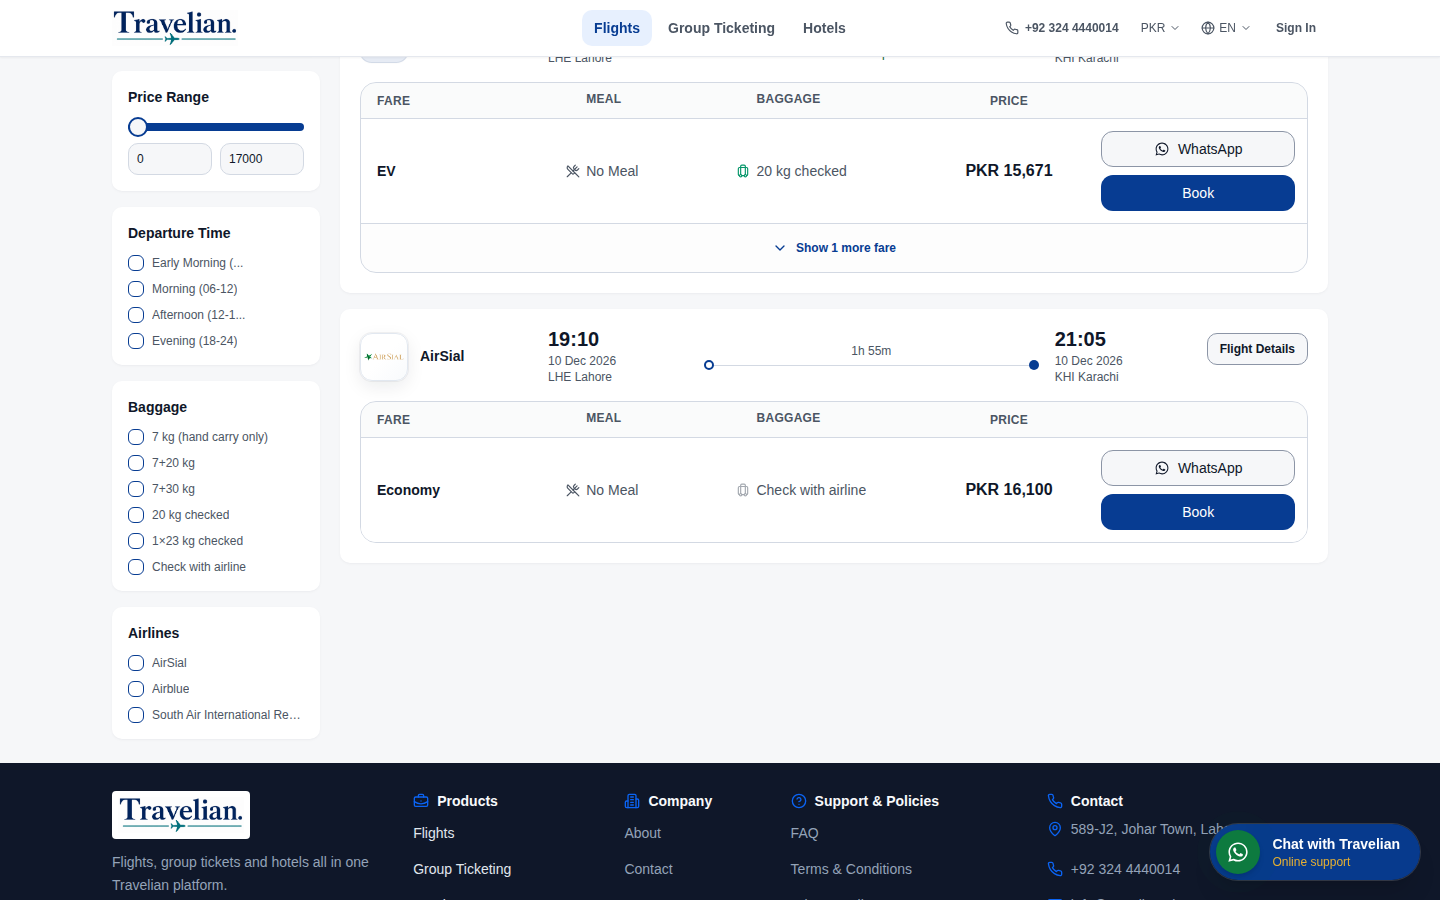 Travelian.
Flights
Group Ticketing
Hotels
+92 324 4440014
PKR
EN
Sign In
LHE Lahore
KHI Karachi
Price Range
0
17000
Departure Time
Early Morning (...
Morning (06-12)
Afternoon (12-1...
Evening (18-24)
Baggage
7 kg (hand carry only)
7+20 kg
7+30 kg
20 kg checked
1×23 kg checked
Check with airline
Airlines
AirSial
Airblue
South Air International Re...
FARE
MEAL
BAGGAGE
PRICE
EV
No Meal
20 kg checked
PKR 15,671
WhatsApp
Book
Show 1 more fare
AIRSIAL
AirSial
19:10
10 Dec 2026
LHE Lahore
1h 55m
21:05
10 Dec 2026
KHI Karachi
Flight Details
FARE
MEAL
BAGGAGE
PRICE
Economy
No Meal
Check with airline
PKR 16,100
WhatsApp
Book
Travelian.
Flights, group tickets and hotels all in one
Travelian platform.
Products
Flights
Group Ticketing
Company
About
Contact
Support & Policies
FAQ
Terms & Conditions
Contact
589-J2, Johar Town,
+92 324 4440014
Chat with Travelian
Online support